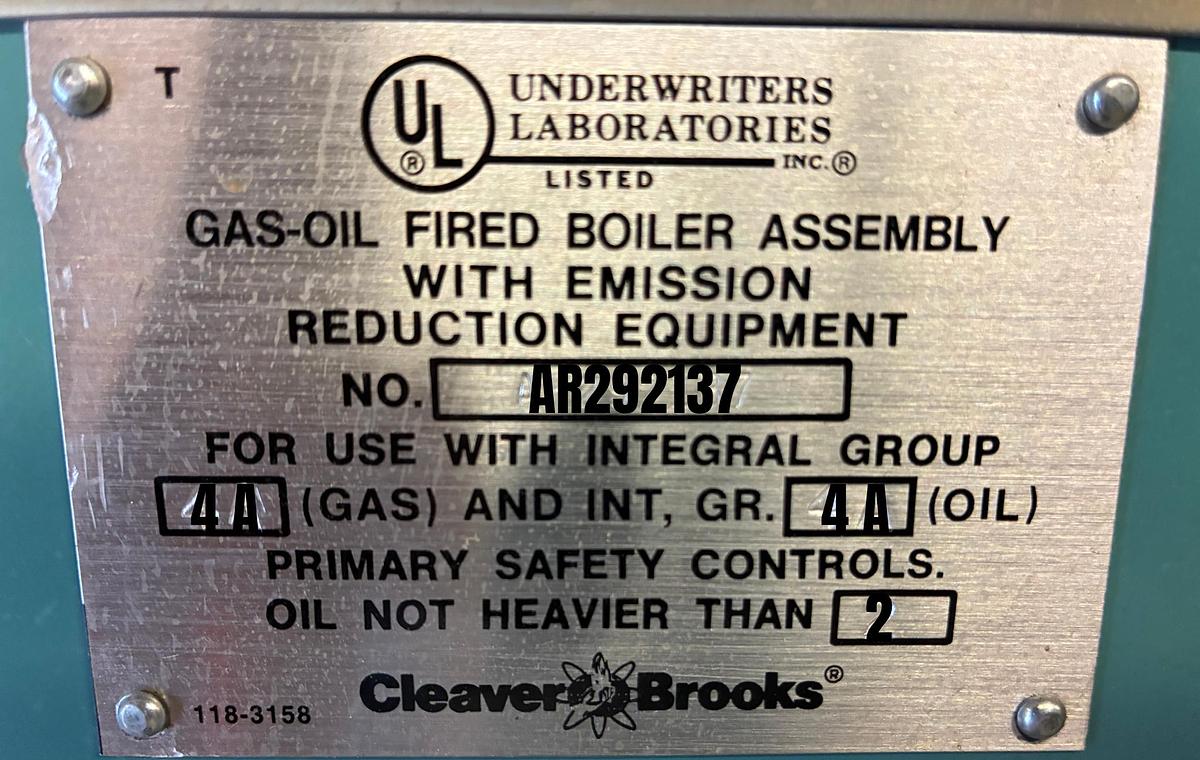 T
UL®
UNDERWRITERS
LABORATORIES
INC.®
LISTED
GAS-OIL FIRED BOILER ASSEMBLY
WITH EMISSION
REDUCTION EQUIPMENT
NO. AR292137
FOR USE WITH INTEGRAL GROUP
4 A (GAS) AND INT, GR. 4 A (OIL)
PRIMARY SAFETY CONTROLS.
OIL NOT HEAVIER THAN 2
Cleaver Brooks®
118-3158